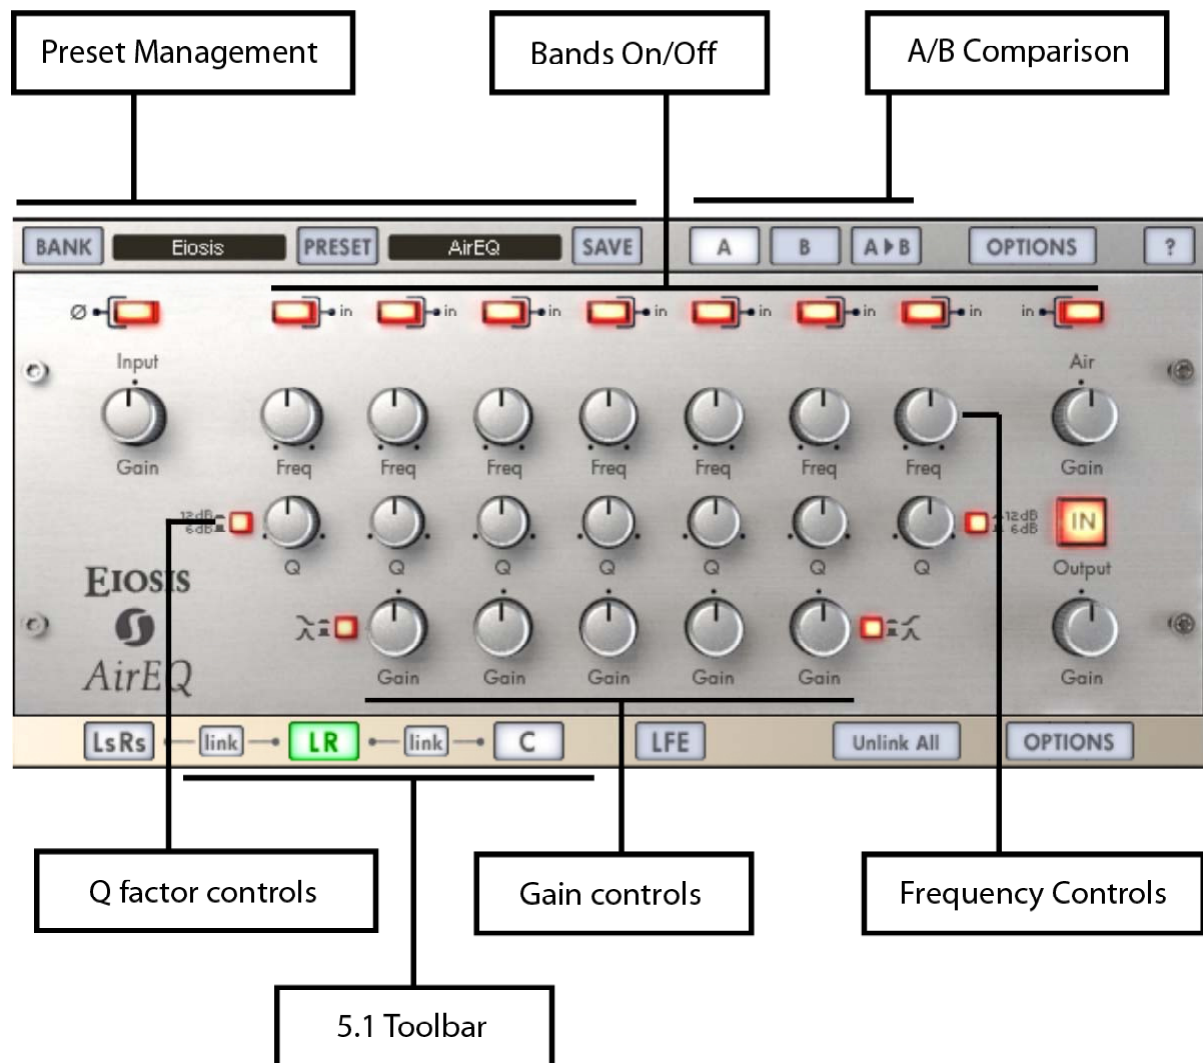 Preset Management
Bands On/Off
A/B Comparison
BANK Eiosis PRESET AirEQ SAVE A B A▶B OPTIONS ?
Ø in in in in in in in in
Input Air
Gain Freq Freq Freq Freq Freq Freq Freq Gain
12dB 12dB
6dB 6dB
IN
Q Q Q Q Q Q Q Output
EIOSIS
AirEQ
Gain Gain Gain Gain Gain Gain
LsRs link LR link C LFE Unlink All OPTIONS
Q factor controls
Gain controls
Frequency Controls
5.1 Toolbar